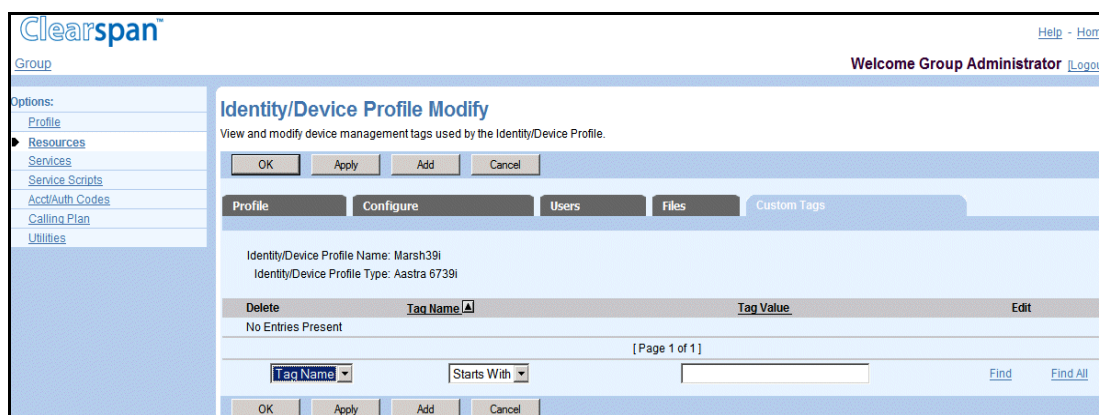 Clearspan™
Help - Hom
Group
Welcome Group Administrator [Logou
Options:
Profile
Resources
Services
Service Scripts
Acct/Auth Codes
Calling Plan
Utilities
Identity/Device Profile Modify
View and modify device management tags used by the Identity/Device Profile.
OK Apply Add Cancel
Profile Configure Users Files Custom Tags
Identity/Device Profile Name: Marsh39i
Identity/Device Profile Type: Aastra 6739i
Delete Tag Name Tag Value Edit
No Entries Present
[ Page 1 of 1 ]
Tag Name Starts With Find Find All
OK Apply Add Cancel